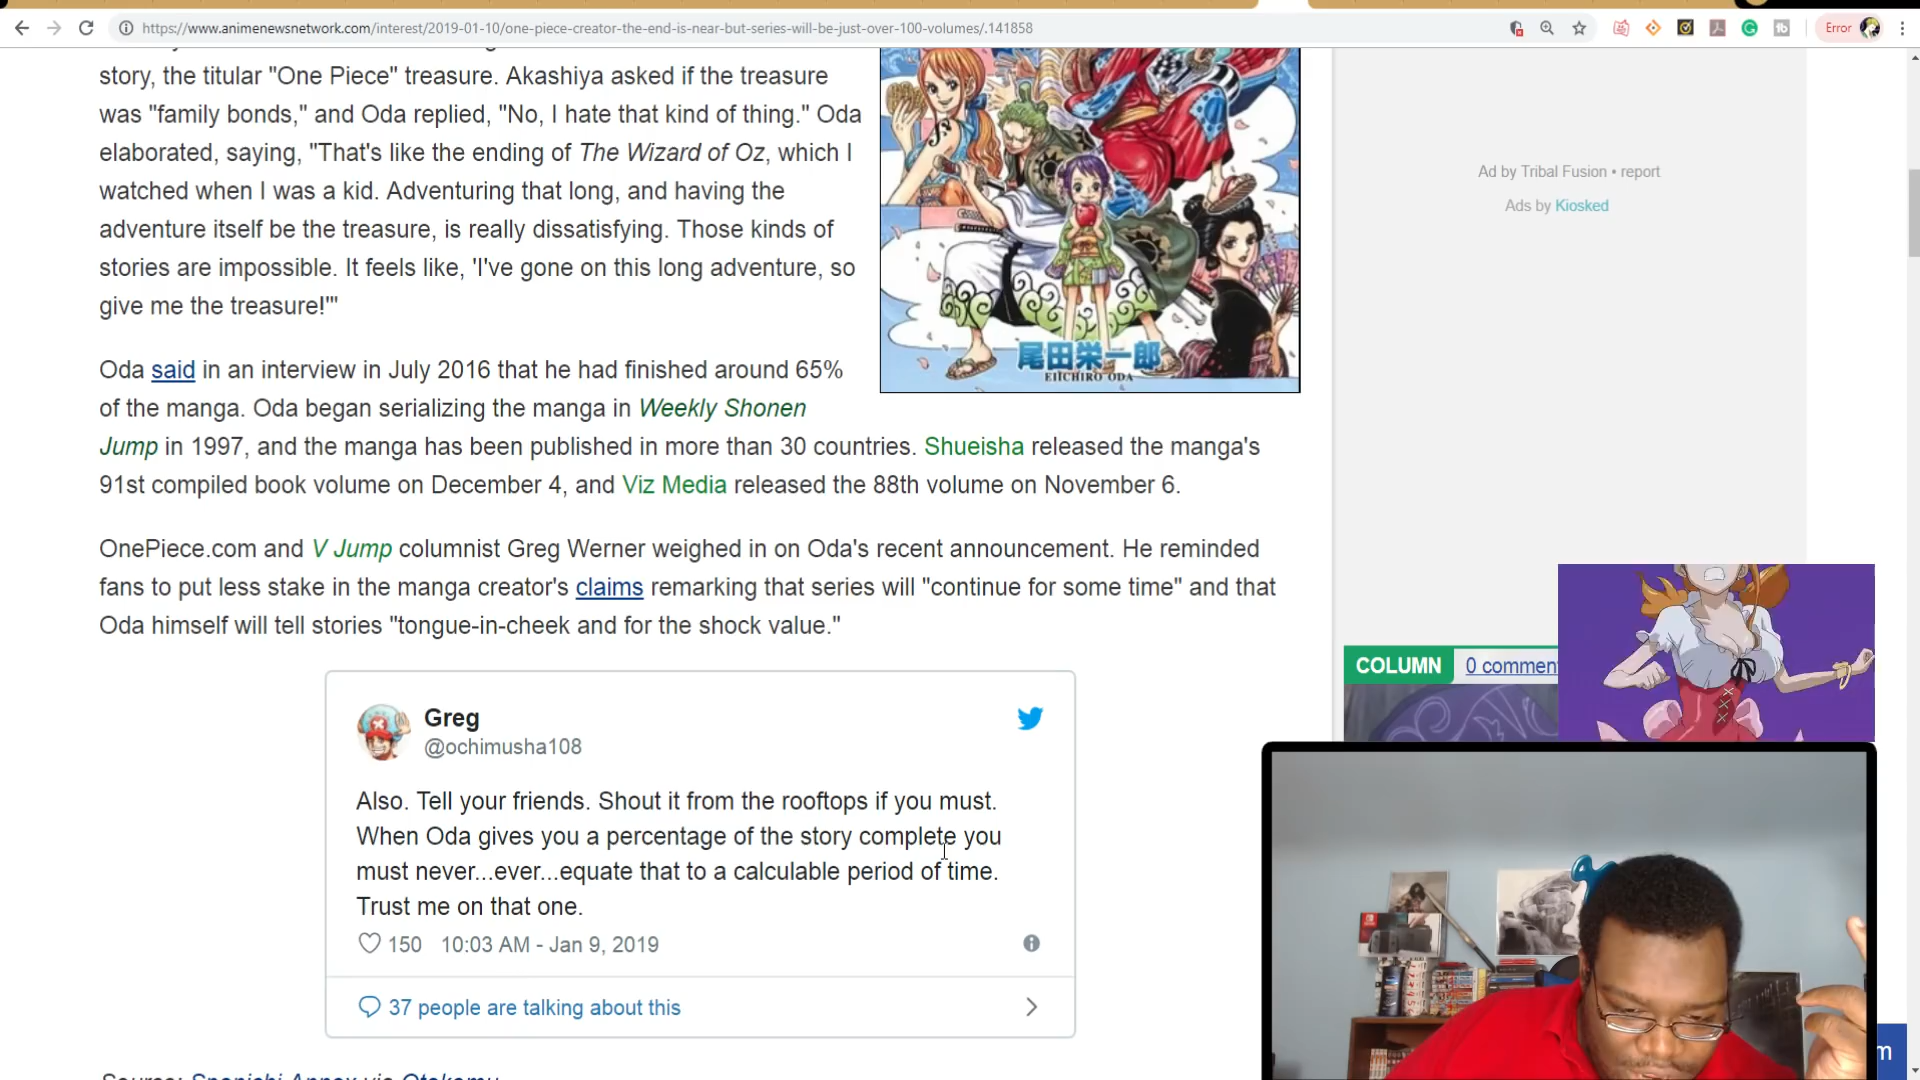 https://www.animenewsnetwork.com/interest/2019-01-10/one-piece-creator-the-end-is-near-but-series-will-be-just-over-100-volumes/.141858
Error
story, the titular "One Piece" treasure. Akashiya asked if the treasure
was "family bonds," and Oda replied, "No, I hate that kind of thing." Oda
elaborated, saying, "That's like the ending of The Wizard of Oz, which I
watched when I was a kid. Adventuring that long, and having the
adventure itself be the treasure, is really dissatisfying. Those kinds of
stories are impossible. It feels like, 'I've gone on this long adventure, so
give me the treasure!'"
尾田栄一郎
EIICHIRO ODA
Oda said in an interview in July 2016 that he had finished around 65%
of the manga. Oda began serializing the manga in Weekly Shonen
Jump in 1997, and the manga has been published in more than 30 countries. Shueisha released the manga's
91st compiled book volume on December 4, and Viz Media released the 88th volume on November 6.
OnePiece.com and V Jump columnist Greg Werner weighed in on Oda's recent announcement. He reminded
fans to put less stake in the manga creator's claims remarking that series will "continue for some time" and that
Oda himself will tell stories "tongue-in-cheek and for the shock value."
Greg
@ochimusha108
Also. Tell your friends. Shout it from the rooftops if you must.
When Oda gives you a percentage of the story complete you
must never...ever...equate that to a calculable period of time.
Trust me on that one.
150 10:03 AM - Jan 9, 2019
37 people are talking about this
Ad by Tribal Fusion • report
Ads by Kiosked
COLUMN 0 commen